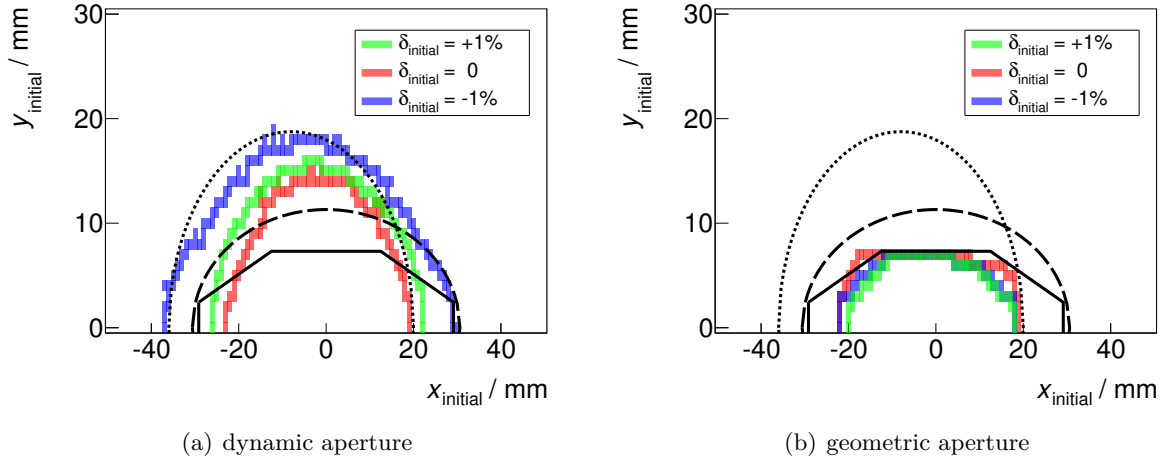 y_initial / mm
30
20
10
0
δ_initial = +1%
δ_initial = 0
δ_initial = -1%
-40 -20 0 20 40
x_initial / mm
(a) dynamic aperture
y_initial / mm
30
20
10
0
δ_initial = +1%
δ_initial = 0
δ_initial = -1%
-40 -20 0 20 40
x_initial / mm
(b) geometric aperture